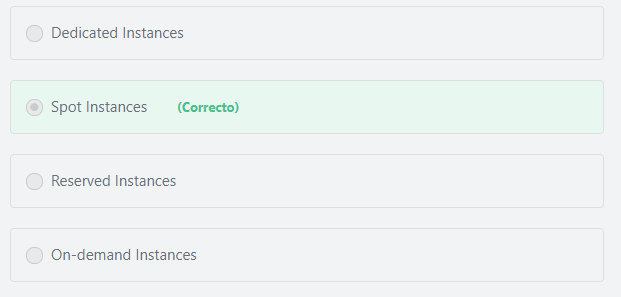 Dedicated Instances
Spot Instances (Correcto)
Reserved Instances
On-demand Instances